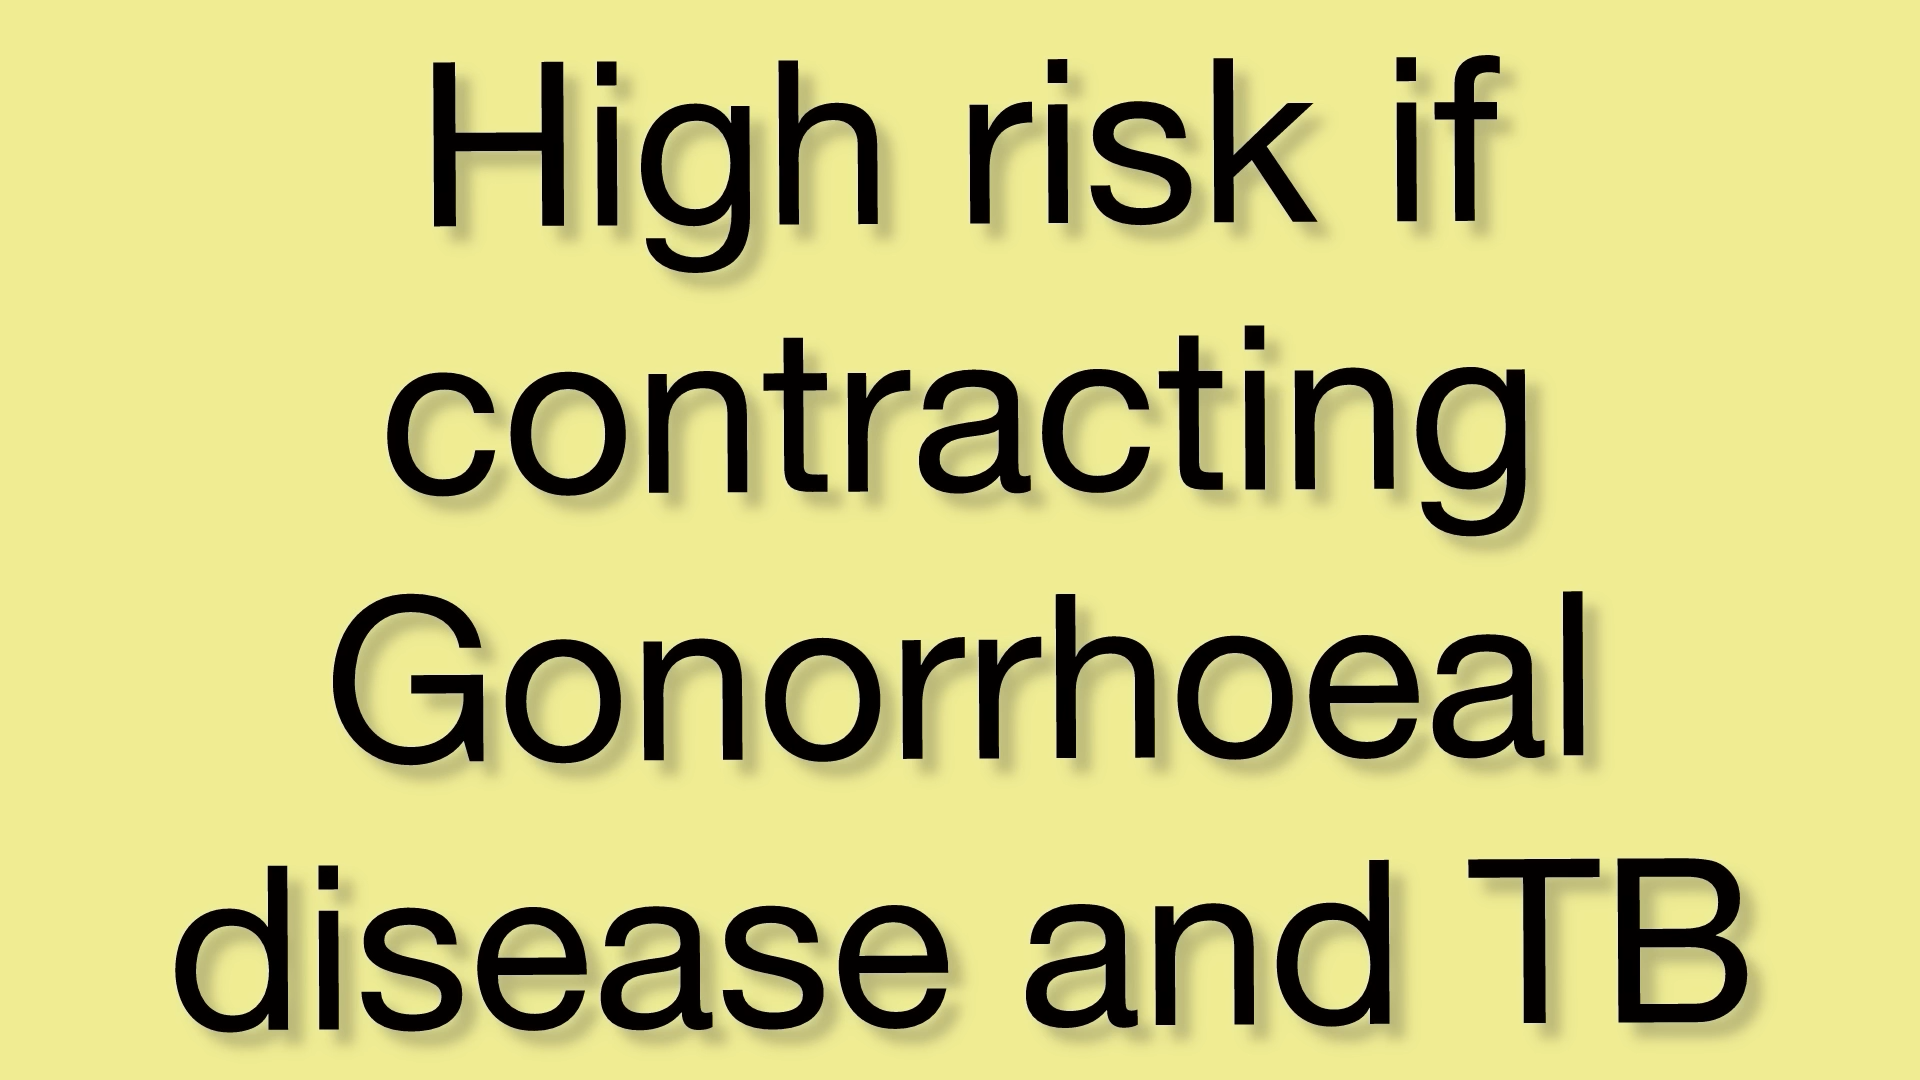 High risk if
contracting
Gonorrhoeal
disease and TB